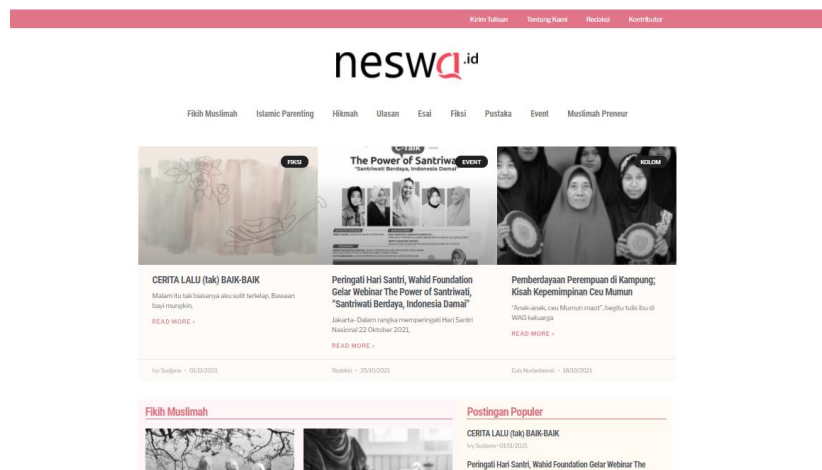 Kirim Tulisan Tentang Kami Redaksi Kontributor
neswa.id
Fikih Muslimah Islamic Parenting Hikmah Ulasan Esai Fiksi Pustaka Event Muslimah Preneur
FIKSI
C-Talk
The Power of Santriwa
"Santriwati Berdaya, Indonesia Damai"
EVENT
KOLOM
CERITA LALU (tak) BAIK-BAIK
Malam itu tak biasanya aku sulit terlelap. Bawaan
bayi mungkin,
READ MORE »
Ivy Sudjana • 01/11/2021
Peringati Hari Santri, Wahid Foundation
Gelar Webinar The Power of Santriwati,
"Santriwati Berdaya, Indonesia Damai"
Jakarta- Dalam rangka memperingati Hari Santri
Nasional 22 Oktober 2021,
READ MORE »
Redaksi • 25/10/2021
Pemberdayaan Perempuan di Kampung;
Kisah Kepemimpinan Ceu Mumun
"Anak-anak, ceu Mumun maot", begitu tulis ibu di
WAG keluarga
READ MORE »
18/10/2021
Fikih Muslimah
Postingan Populer
CERITA LALU (tak) BAIK-BAIK
Ivy Sudjana • 01/11/2021
Peringati Hari Santri, Wahid Foundation Gelar Webinar The